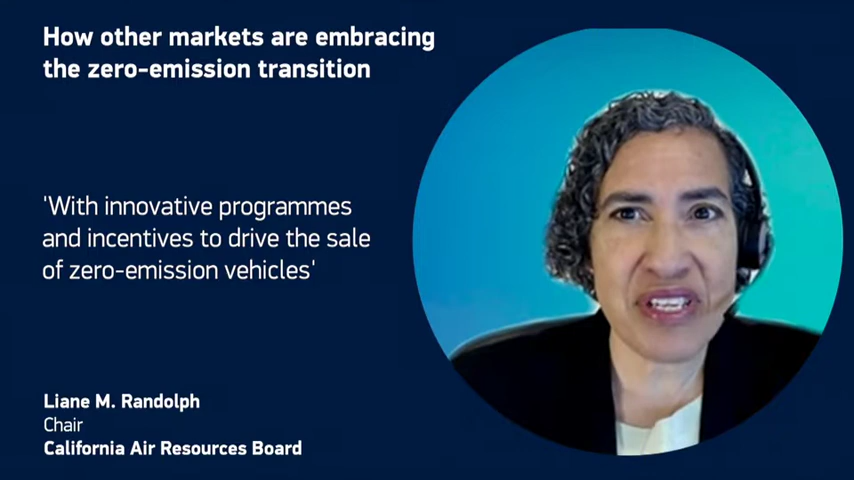 How other markets are embracing
the zero-emission transition
'With innovative programmes
and incentives to drive the sale
of zero-emission vehicles'
Liane M. Randolph
Chair
California Air Resources Board